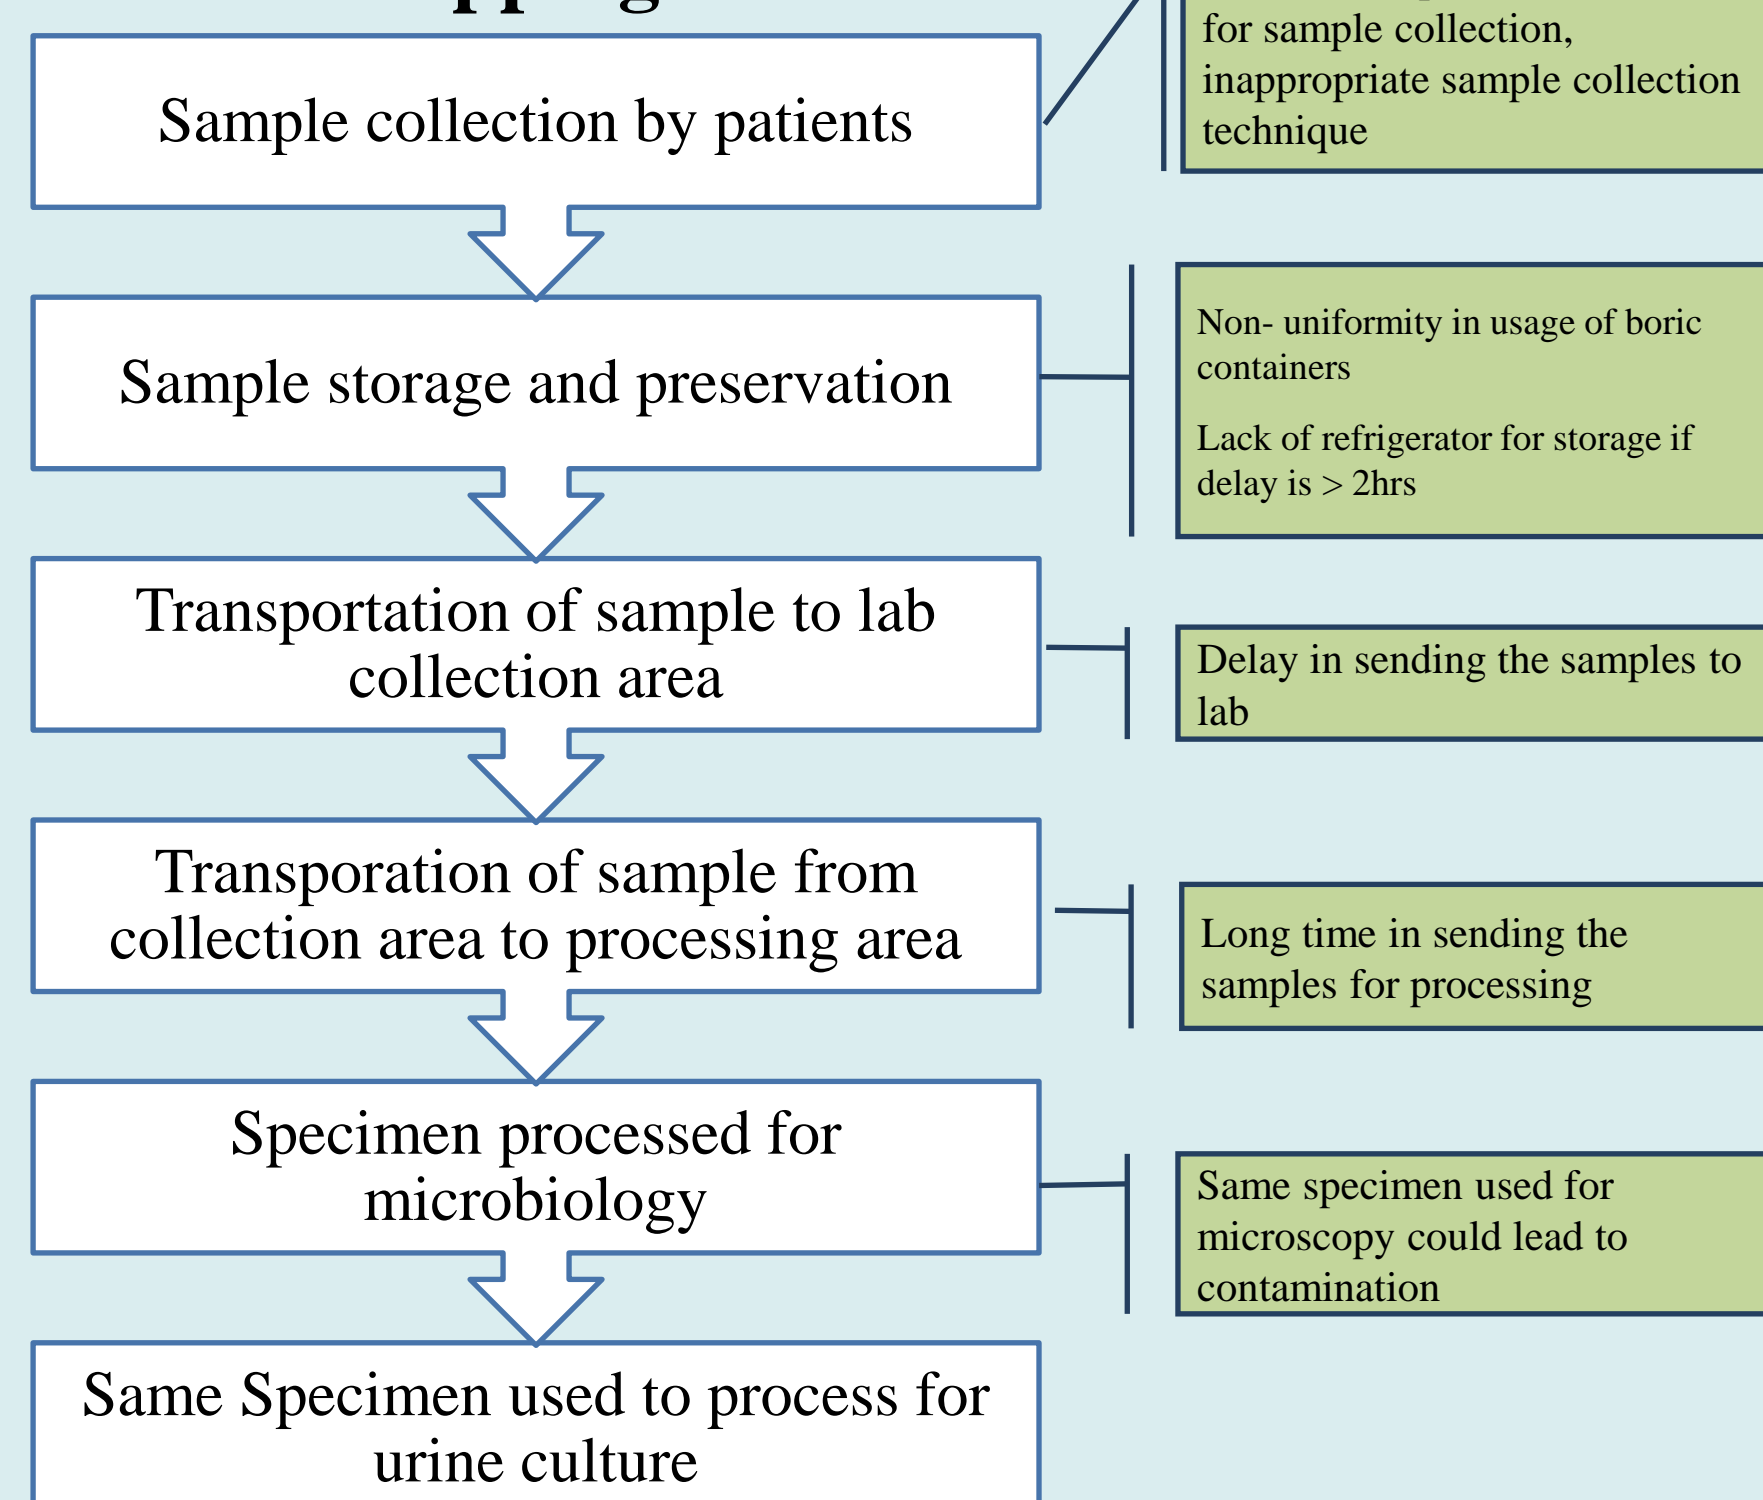 for sample collection,
inappropriate sample collection
technique
Sample collection by patients
Sample storage and preservation
Non- uniformity in usage of boric
containers
Lack of refrigerator for storage if
delay is > 2hrs
Transportation of sample to lab
collection area
Delay in sending the samples to
lab
Transporation of sample from
collection area to processing area
Long time in sending the
samples for processing
Specimen processed for
microbiology
Same specimen used for
microscopy could lead to
contamination
Same Specimen used to process for
urine culture